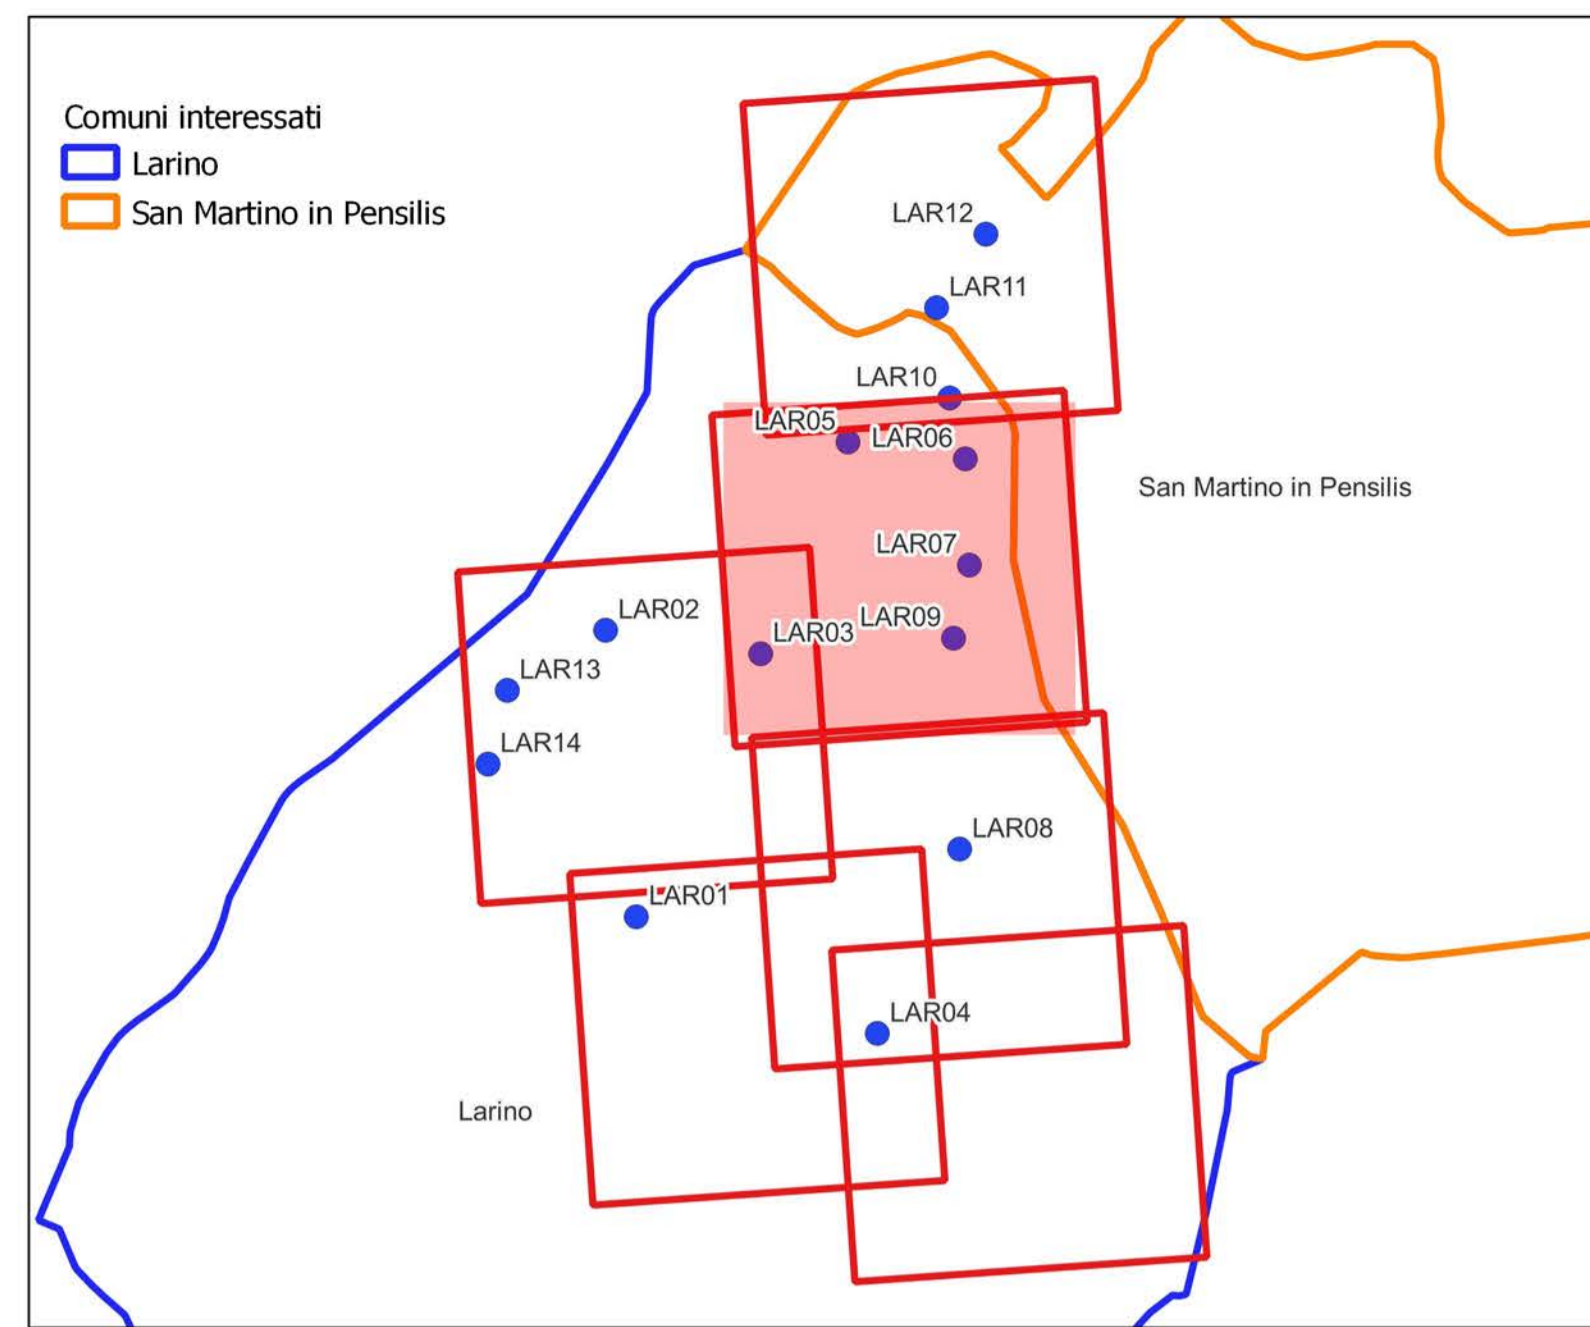 Comuni interessati
Larino
San Martino in Pensilis
LAR12
LAR11
LAR10
LAR05
LAR06
San Martino in Pensilis
LAR07
LAR02
LAR09
LAR03
LAR13
LAR14
LAR08
LAR01
LAR04
Larino